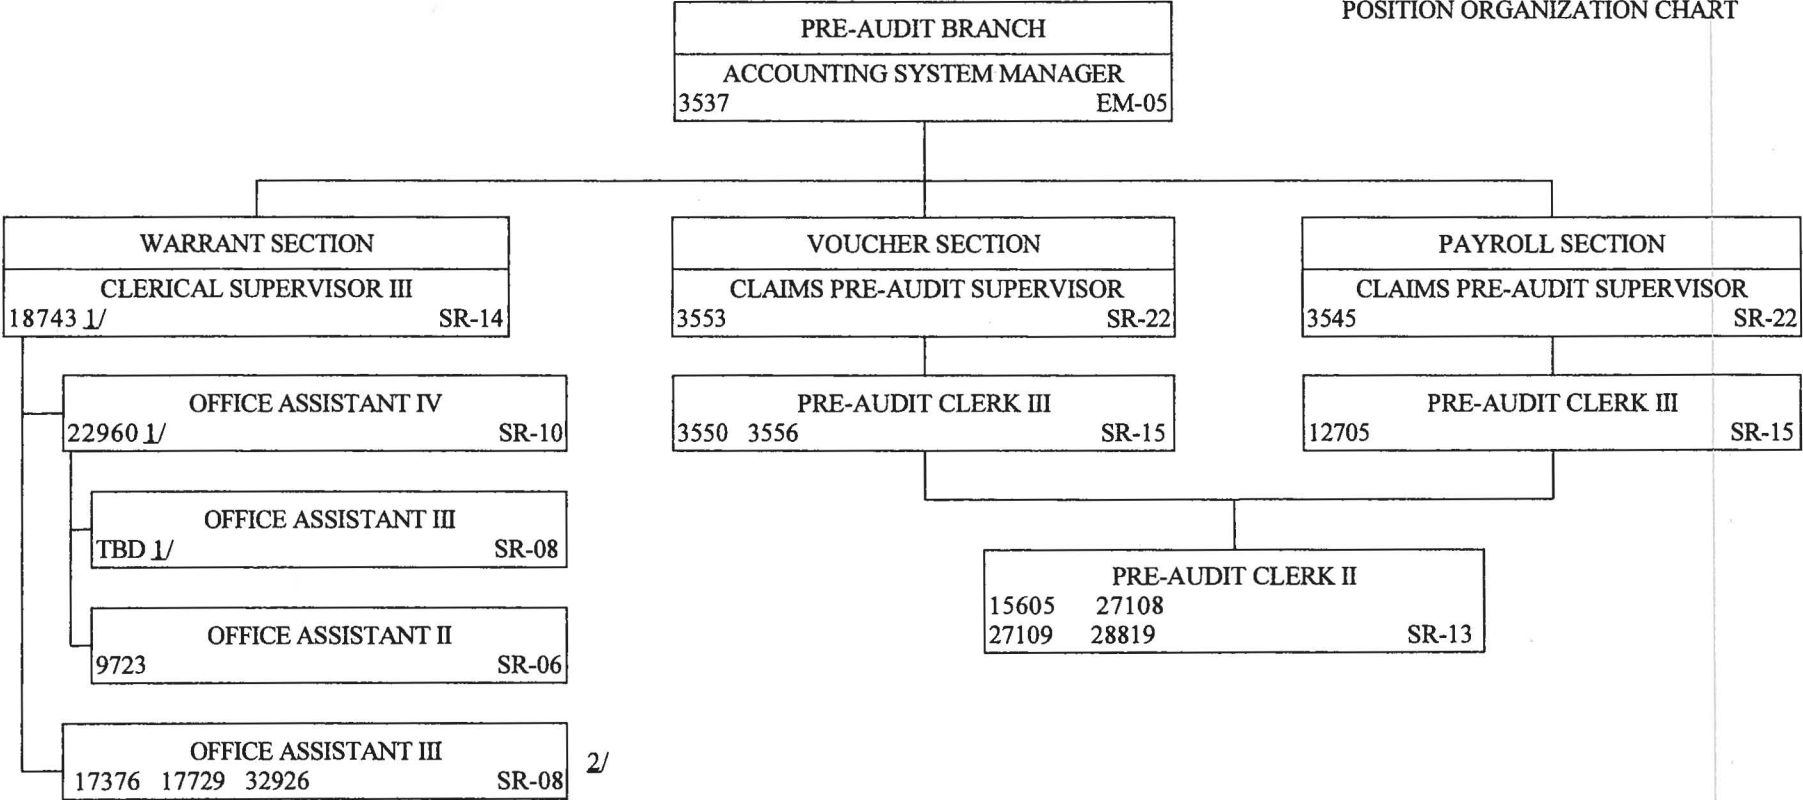 POSITION ORGANIZATION CHART
PRE-AUDIT BRANCH
ACCOUNTING SYSTEM MANAGER
3537 EM-05
WARRANT SECTION
CLERICAL SUPERVISOR III
18743 1/ SR-14
OFFICE ASSISTANT IV
22960 1/ SR-10
OFFICE ASSISTANT III
TBD 1/ SR-08
OFFICE ASSISTANT II
9723 SR-06
OFFICE ASSISTANT III
17376 17729 32926 SR-08
2/
VOUCHER SECTION
CLAIMS PRE-AUDIT SUPERVISOR
3553 SR-22
PRE-AUDIT CLERK III
3550 3556 SR-15
PAYROLL SECTION
CLAIMS PRE-AUDIT SUPERVISOR
3545 SR-22
PRE-AUDIT CLERK III
12705 SR-15
PRE-AUDIT CLERK II
15605 27108
27109 28819 SR-13